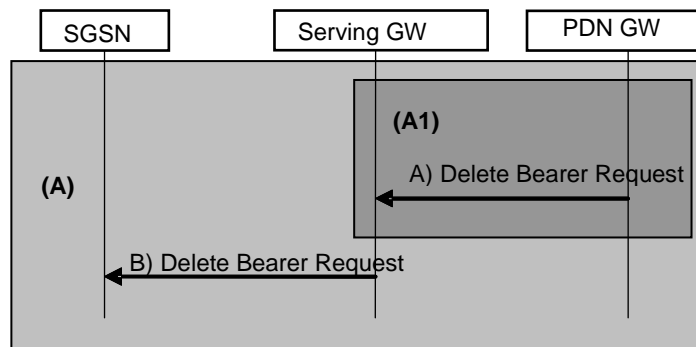 SGSN
Serving GW
PDN GW
(A1)
(A)
A) Delete Bearer Request
B) Delete Bearer Request